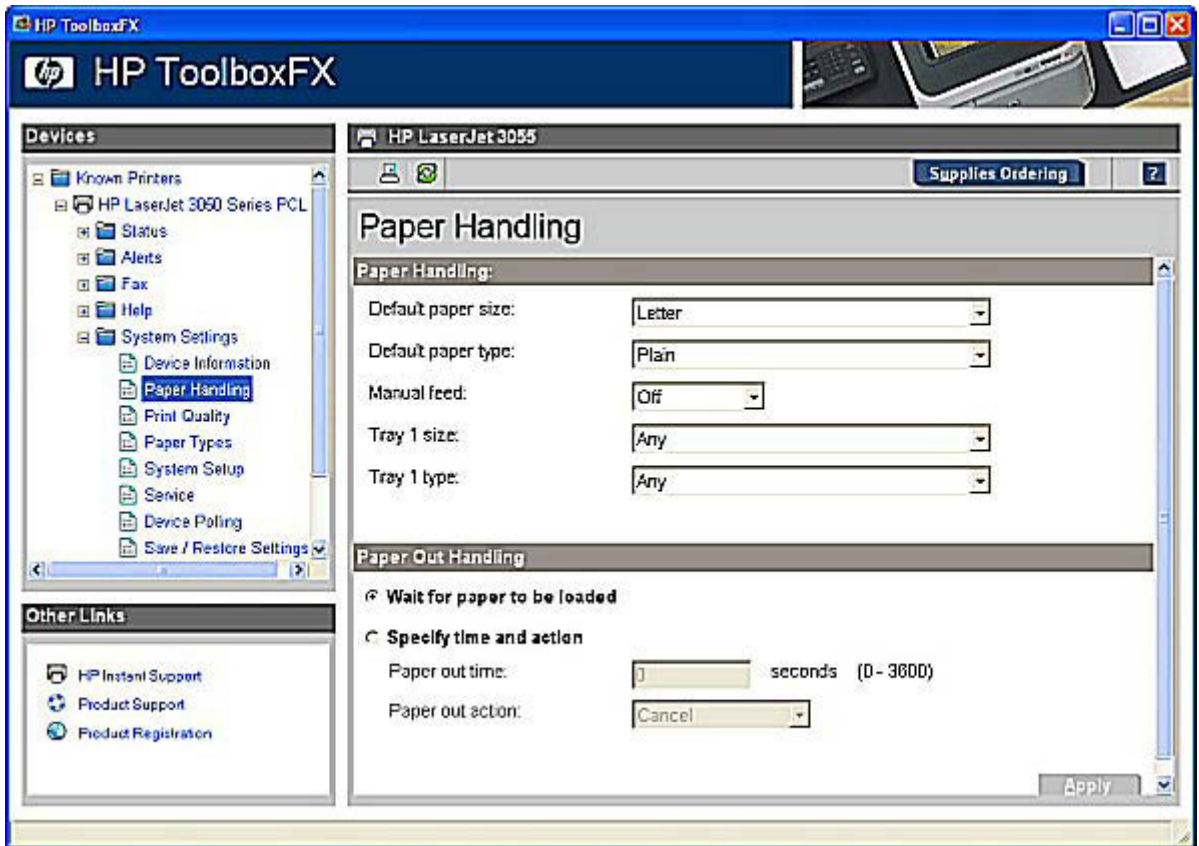 HP ToolboxFX
hp HP ToolboxFX
Devices
Known Printers
HP LaserJet 3050 Series PCL
Status
Alerts
Fax
Help
System Settings
Device Information
Paper Handling
Print Quality
Paper Types
System Setup
Service
Device Polling
Save / Restore Settings
Other Links
HP Instant Support
Product Support
Product Registration
HP LaserJet 3055
Supplies Ordering ?
Paper Handling
Paper Handling:
Default paper size: Letter
Default paper type: Plain
Manual feed: Off
Tray 1 size: Any
Tray 1 type: Any
Paper Out Handling
Wait for paper to be loaded
Specify time and action
Paper out time: 0 seconds (0 - 3600)
Paper out action: Cancel
Apply